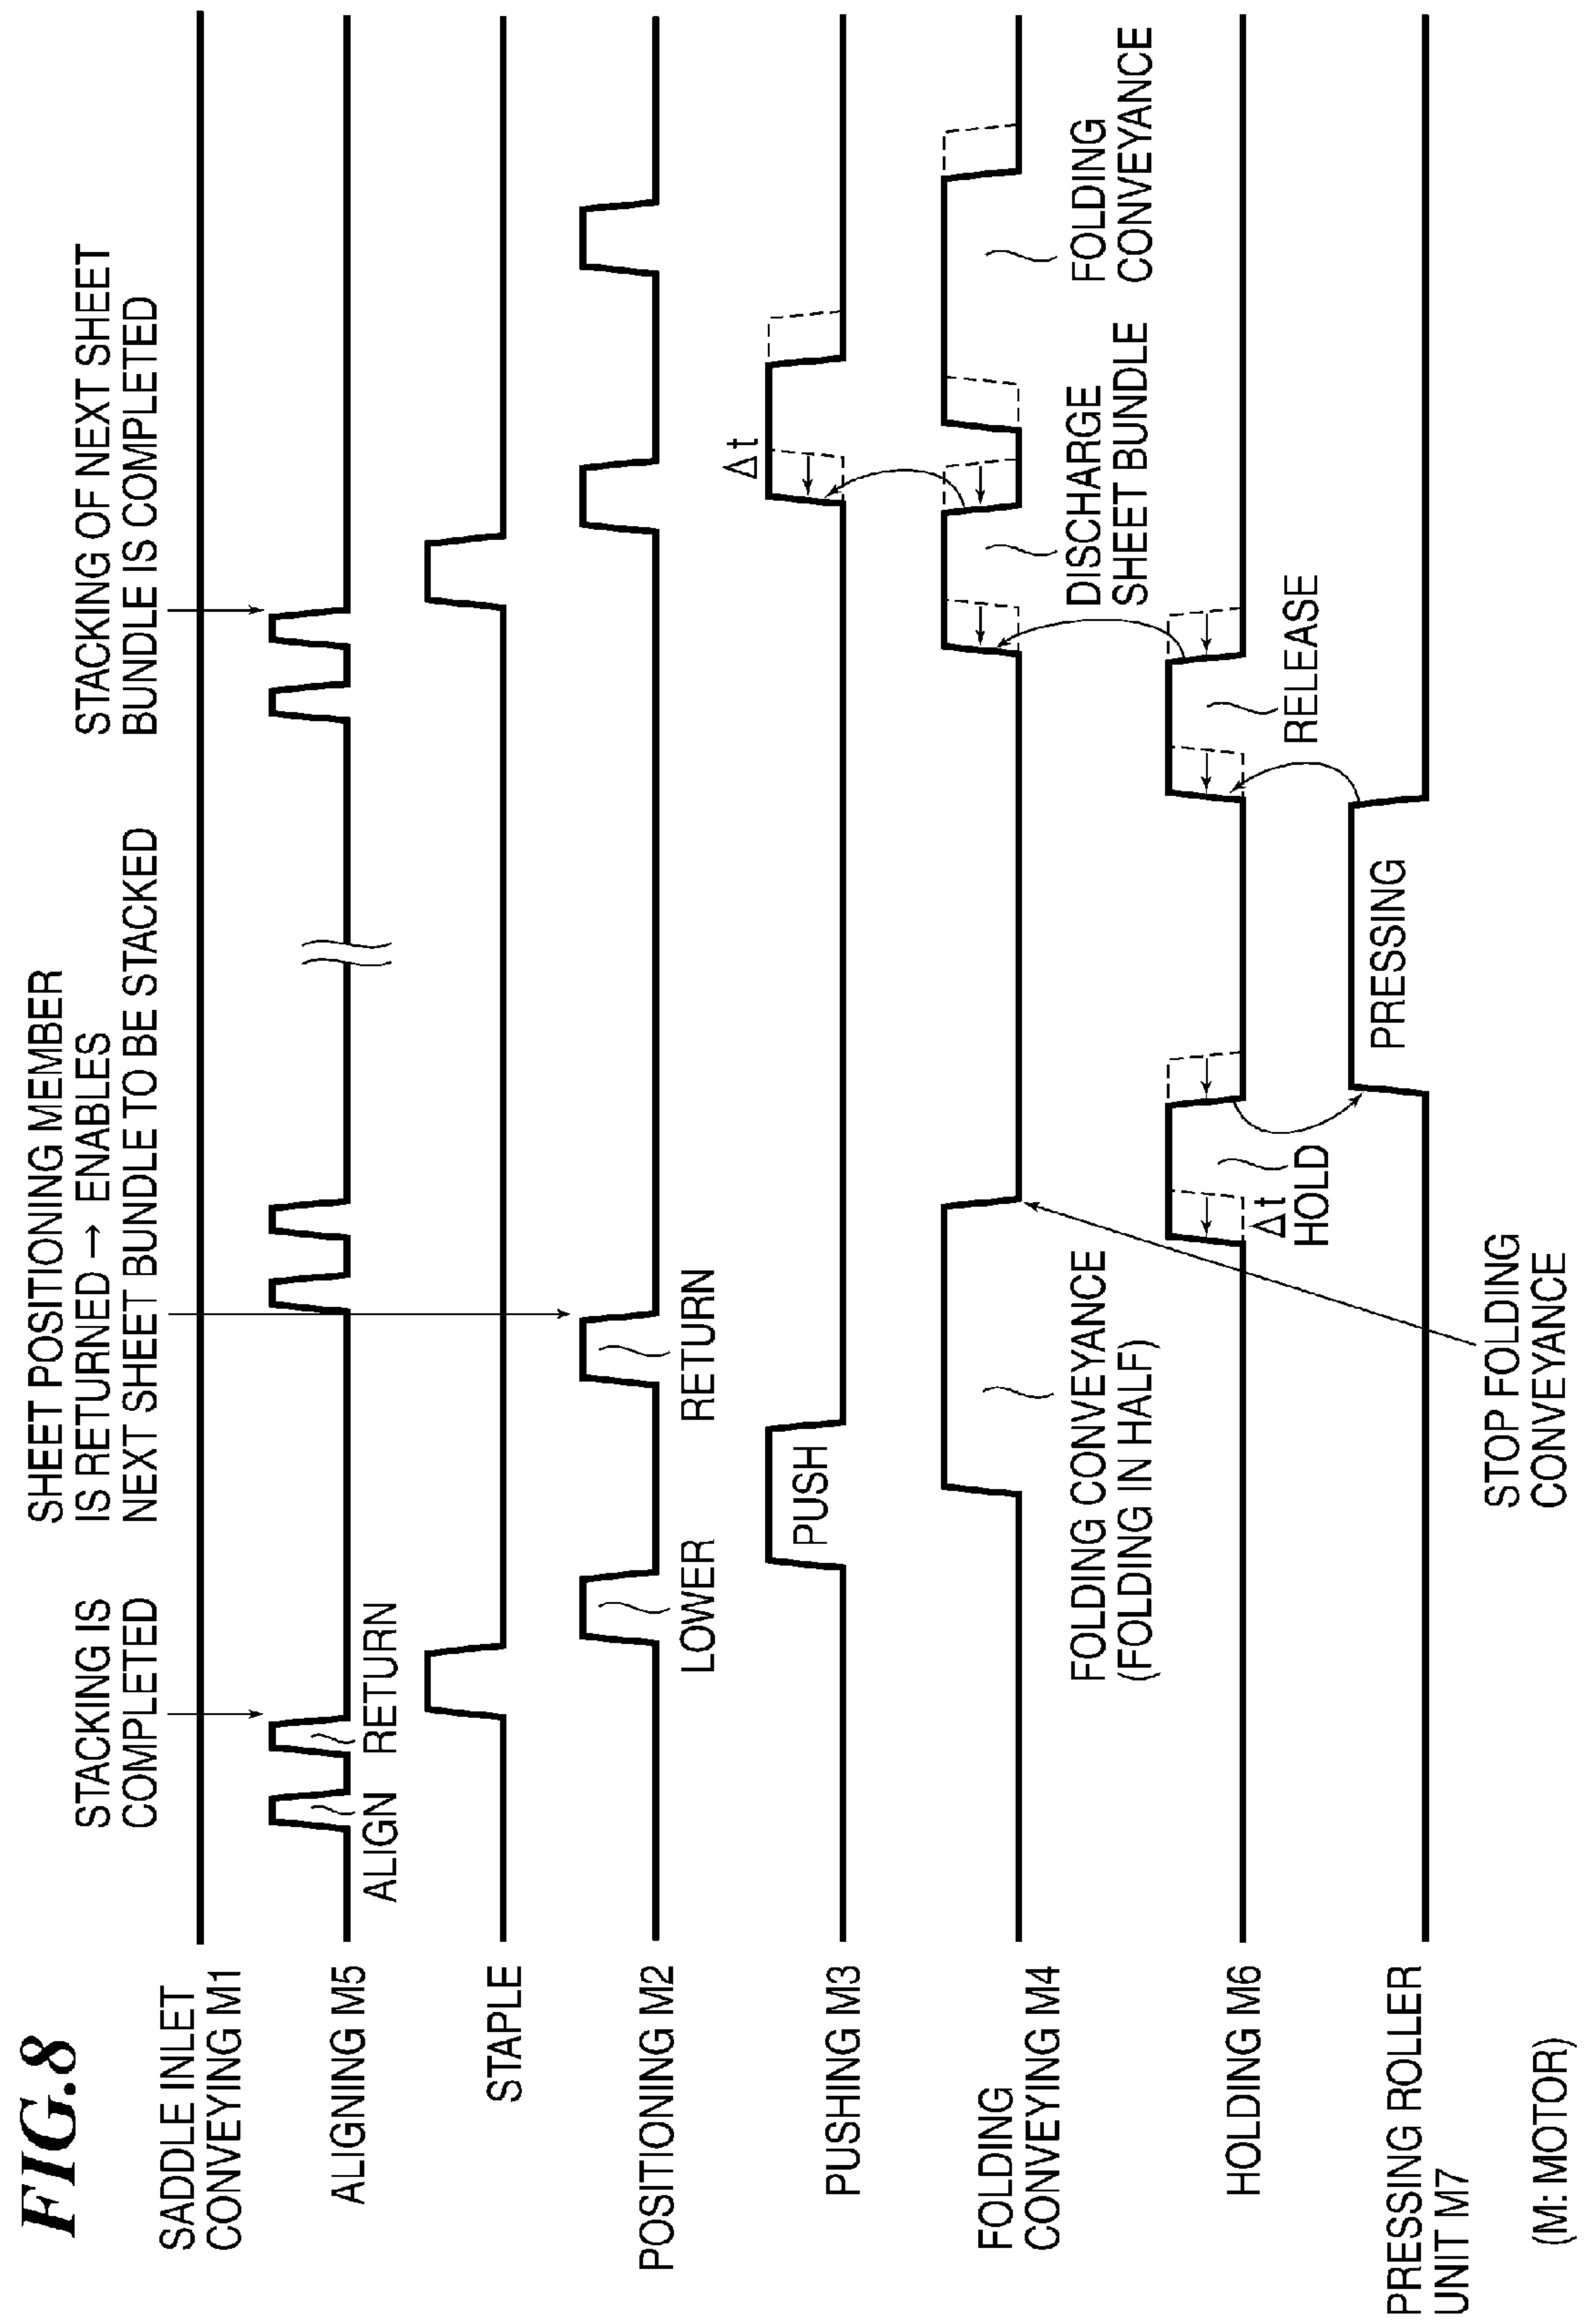 FIG.8
SADDLE INLET
CONVEYING M1
ALIGNING M5
STAPLE
POSITIONING M2
PUSHING M3
FOLDING
CONVEYING M4
HOLDING M6
PRESSING ROLLER
UNIT M7
(M: MOTOR)
STACKING IS
COMPLETED
SHEET POSITIONING MEMBER
IS RETURNED → ENABLES
NEXT SHEET BUNDLE TO BE STACKED
STACKING OF NEXT SHEET
BUNDLE IS COMPLETED
ALIGN
RETURN
LOWER
RETURN
PUSH
Δt
FOLDING CONVEYANCE
(FOLDING IN HALF)
DISCHARGE
SHEET BUNDLE
FOLDING
CONVEYANCE
Δt
HOLD
RELEASE
PRESSING
STOP FOLDING
CONVEYANCE